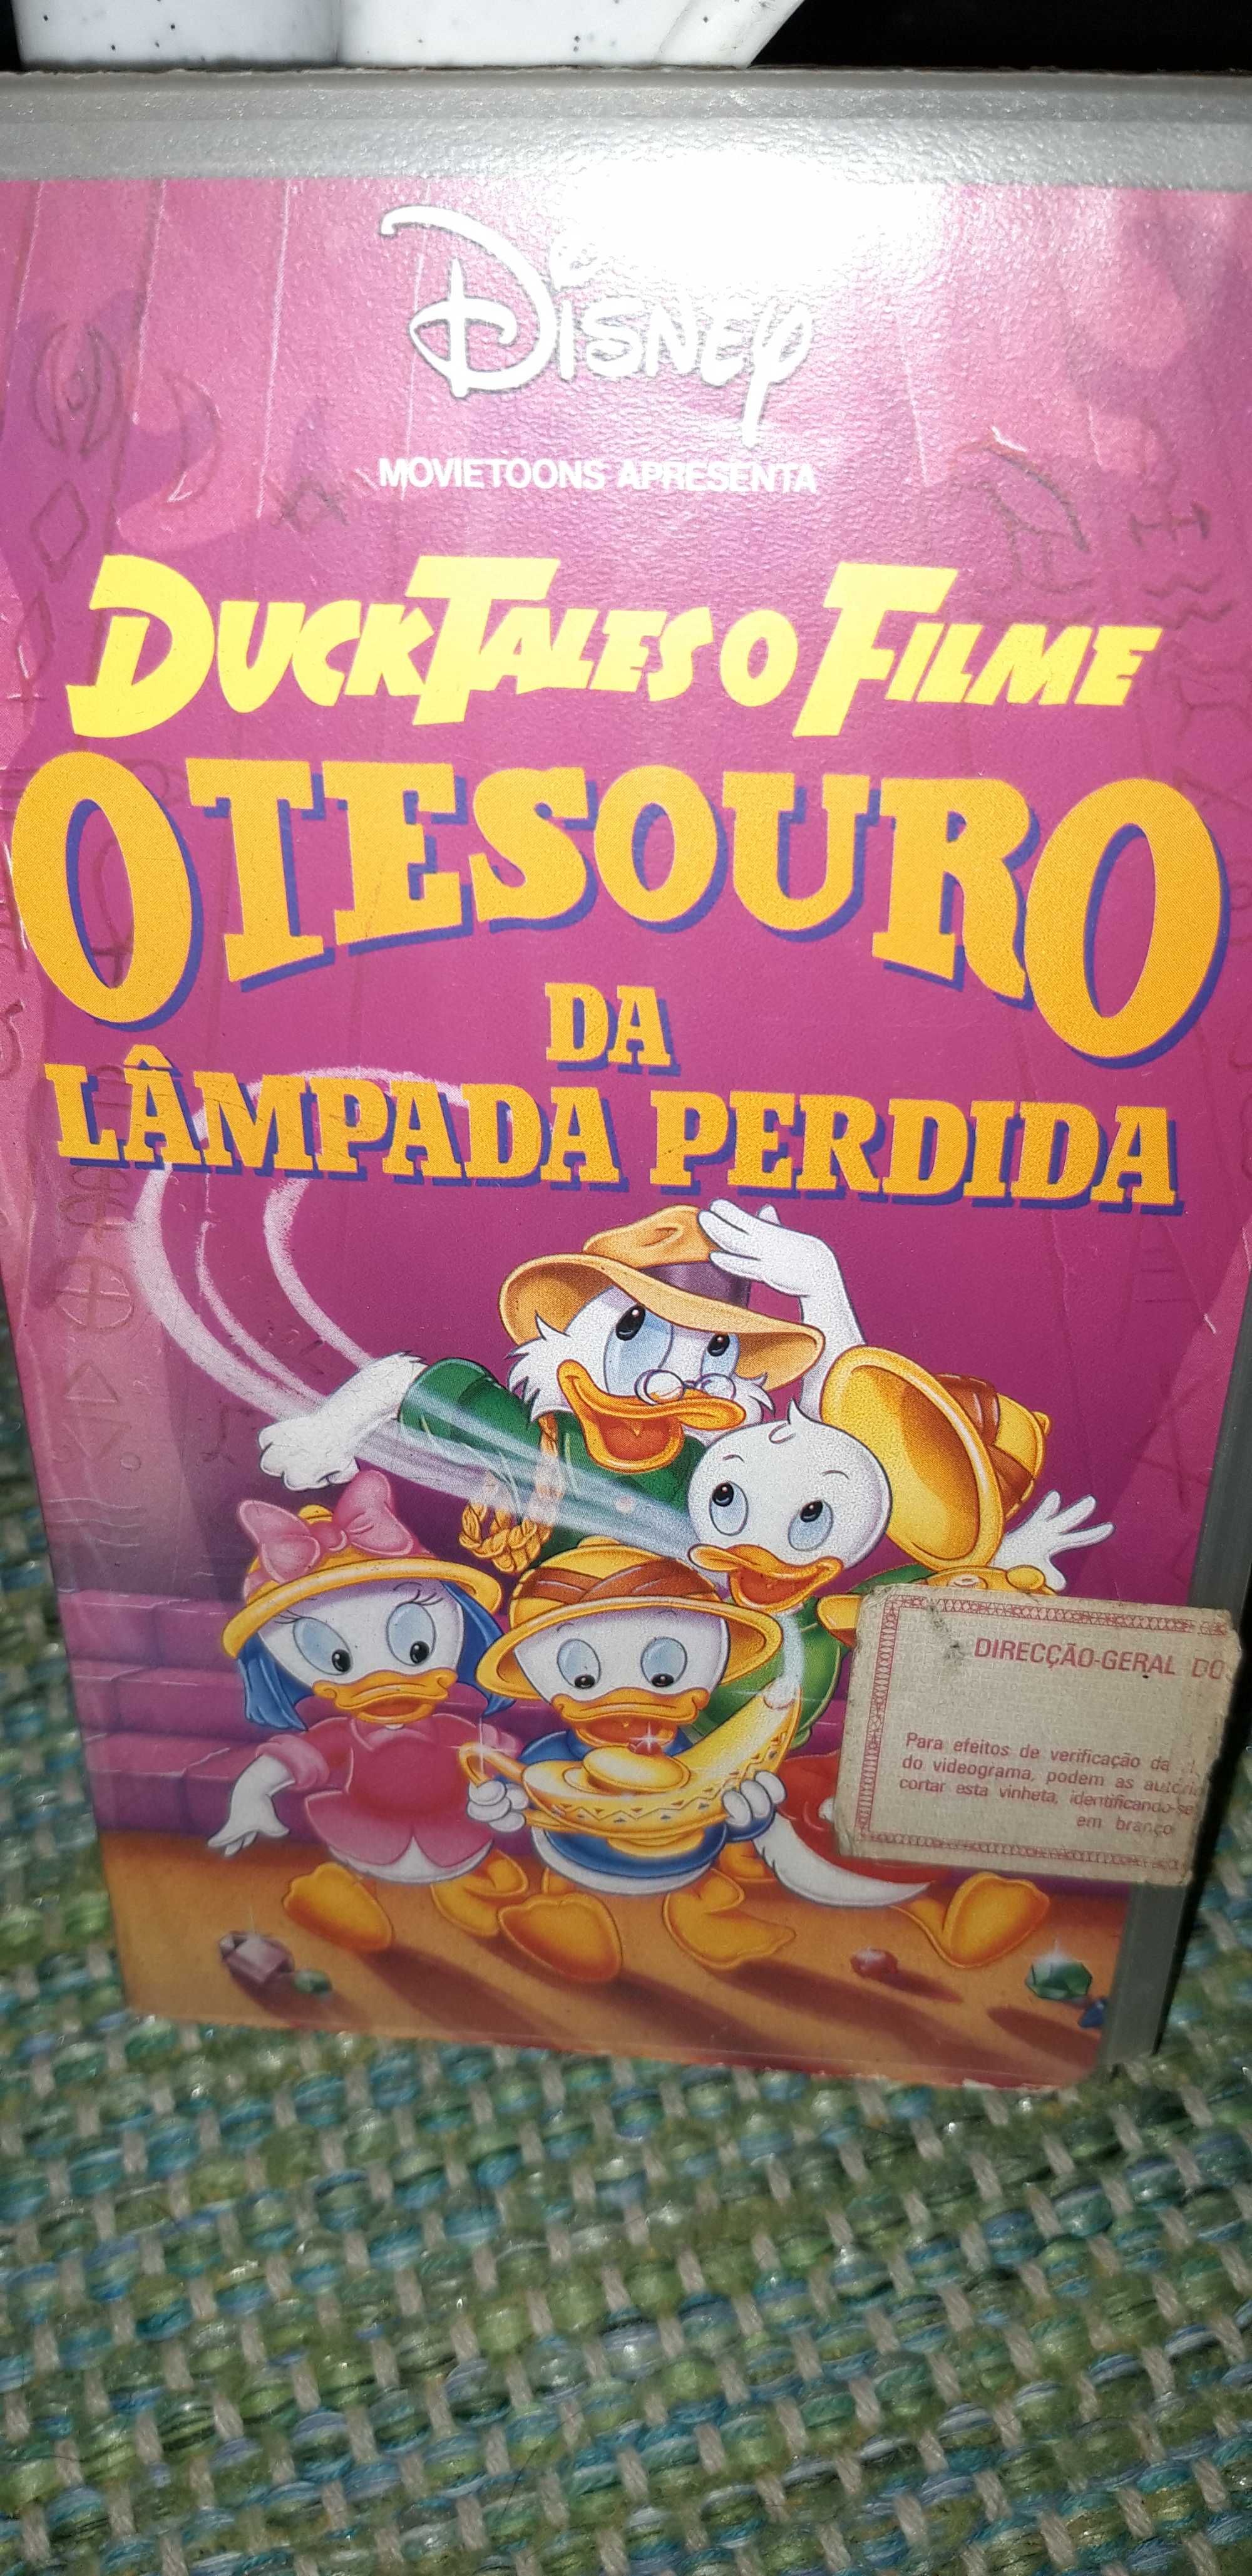 Disney
MOVIETOONS APRESENTA
DUCKTALES O FILME
O TESOURO
DA
LÂMPADA PERDIDA
DIRECÇÃO-GERAL DOS
Para efeitos de verificação da
do videograma, podem as
cortar esta vinheta, identificando-se
em branco